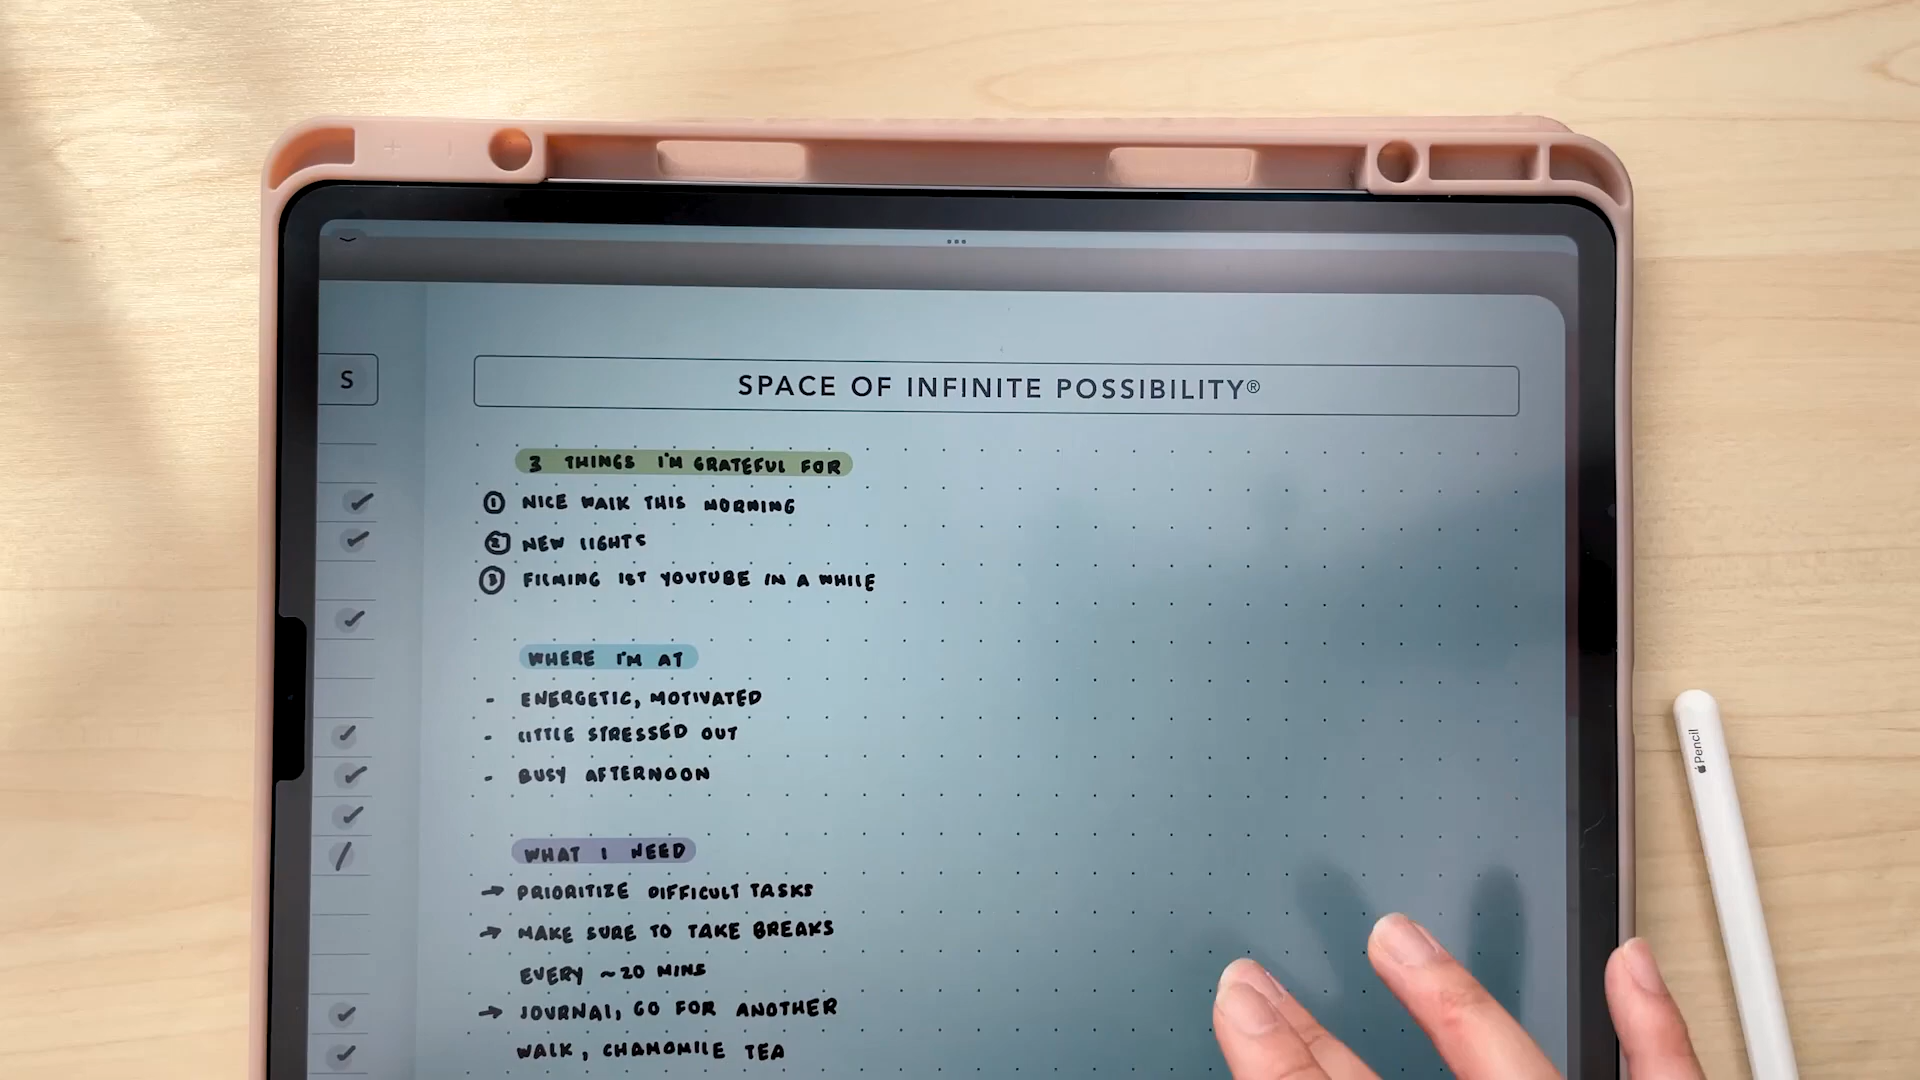 S
SPACE OF INFINITE POSSIBILITY®
3 THINGS I'M GRATEFUL FOR
① NICE WALK THIS MORNING
② NEW LIGHTS
③ FILMING 1ST YOUTUBE IN A WHILE
WHERE I'M AT
- ENERGETIC, MOTIVATED
- LITTLE STRESSED OUT
- BUSY AFTERNOON
WHAT I NEED
→ PRIORITIZE DIFFICULT TASKS
→ MAKE SURE TO TAKE BREAKS
EVERY ~20 MINS
→ JOURNAL, GO FOR ANOTHER
WALK, CHAMOMILE TEA
Pencil